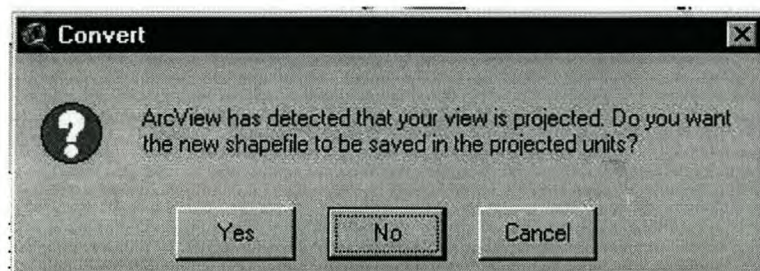 Convert
ArcView has detected that your view is projected. Do you want
the new shapefile to be saved in the projected units?
Yes
No
Cancel